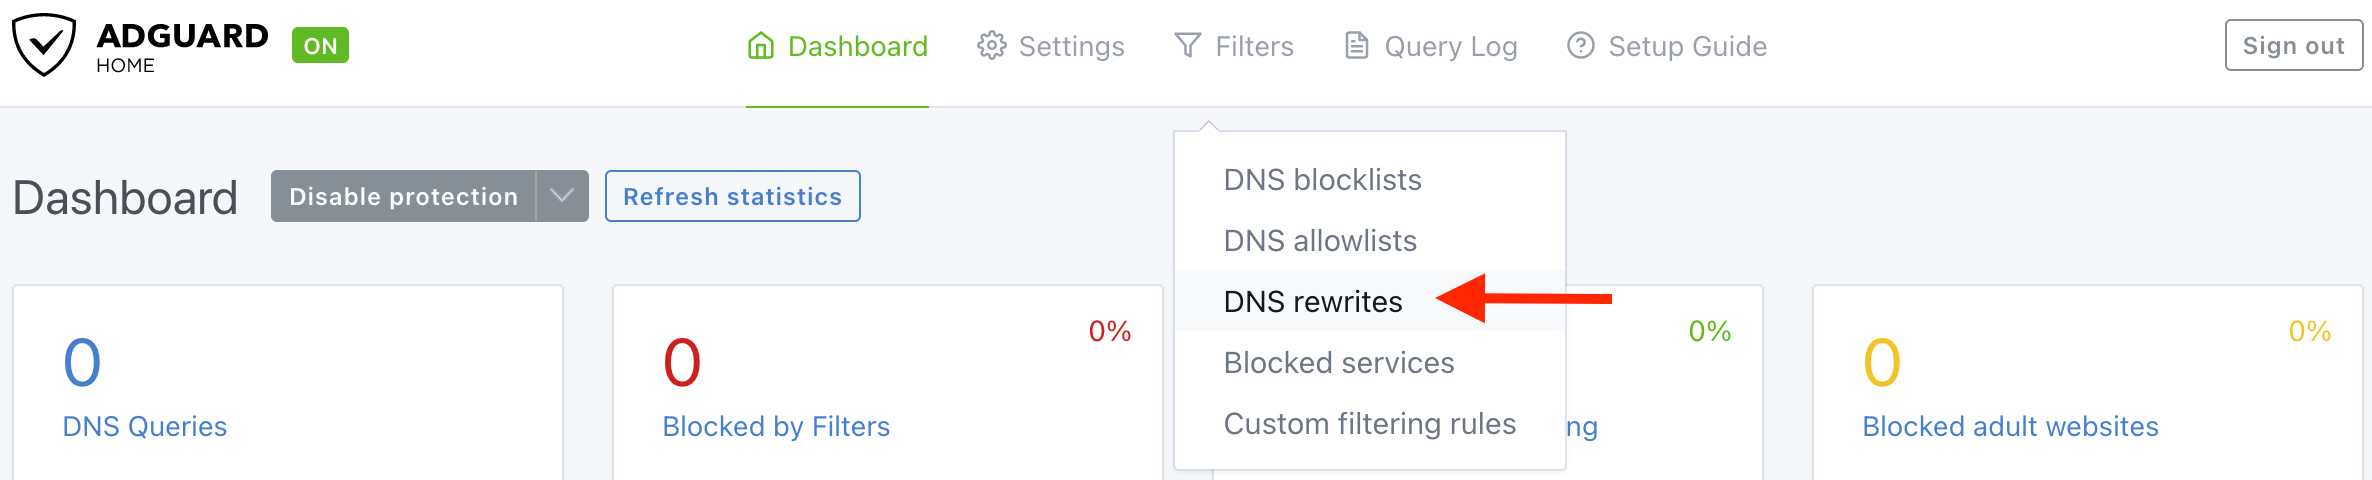 ADGUARD
HOME
ON
Dashboard
Settings
Filters
Query Log
Setup Guide
Sign out
Dashboard
Disable protection
Refresh statistics
DNS blocklists
DNS allowlists
DNS rewrites
Blocked services
Custom filtering rules
0
DNS Queries
0%
0
Blocked by Filters
0%
ng
0%
0
Blocked adult websites